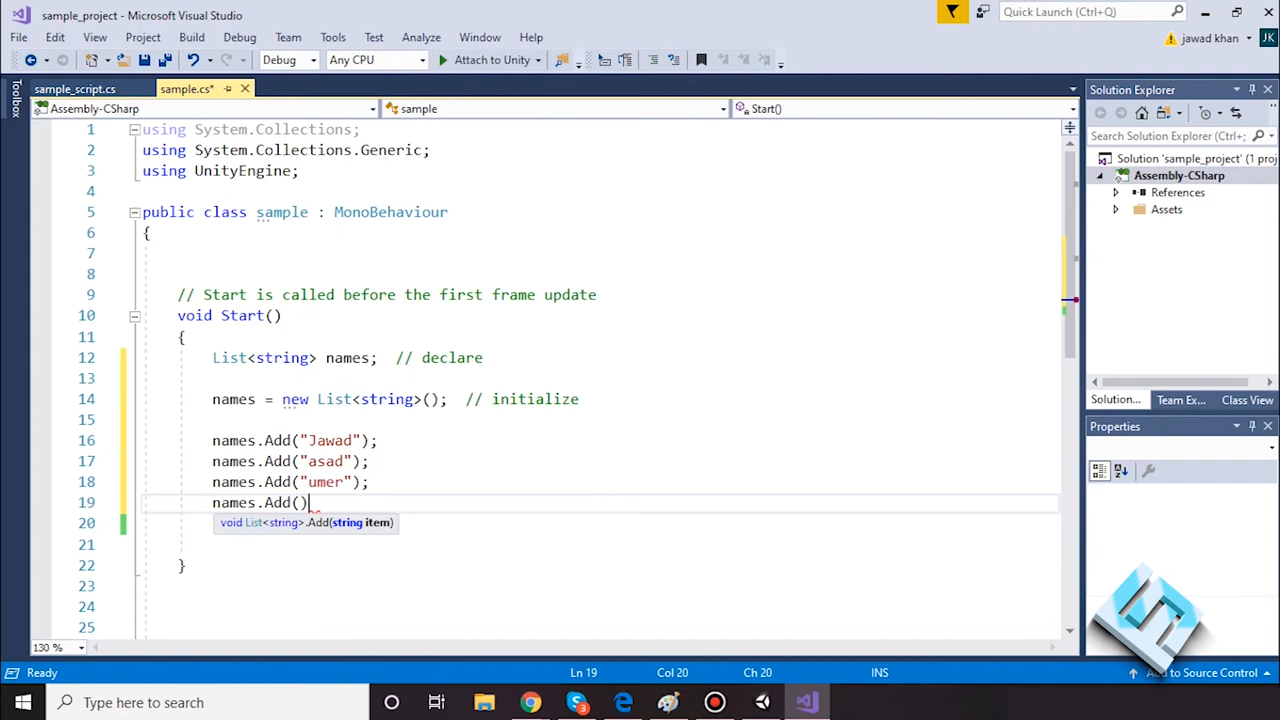 sample_project - Microsoft Visual Studio
Quick Launch (Ctrl+Q)
File Edit View Project Build Debug Team Tools Test Analyze Window Help
jawad khan JK
Debug Any CPU Attach to Unity
Toolbox
sample_script.cs sample.cs*
Assembly-CSharp sample Start()
1 using System.Collections;
2 using System.Collections.Generic;
3 using UnityEngine;
4
5 public class sample : MonoBehaviour
6 {
7
8
9 // Start is called before the first frame update
10 void Start()
11 {
12 List<string> names; // declare
13
14 names = new List<string>(); // initialize
15
16 names.Add("Jawad");
17 names.Add("asad");
18 names.Add("umer");
19 names.Add()
20 void List<string>.Add(string item)
21
22 }
23
24
25
130 %
Solution Explorer
Search Solution Explorer (Ctrl+;
Solution 'sample_project' (1 proj
Assembly-CSharp
References
Assets
Solution... Team Ex... Class View
Properties
Ready Ln 19 Col 20 Ch 20 INS Add to Source Control
Type here to search
3